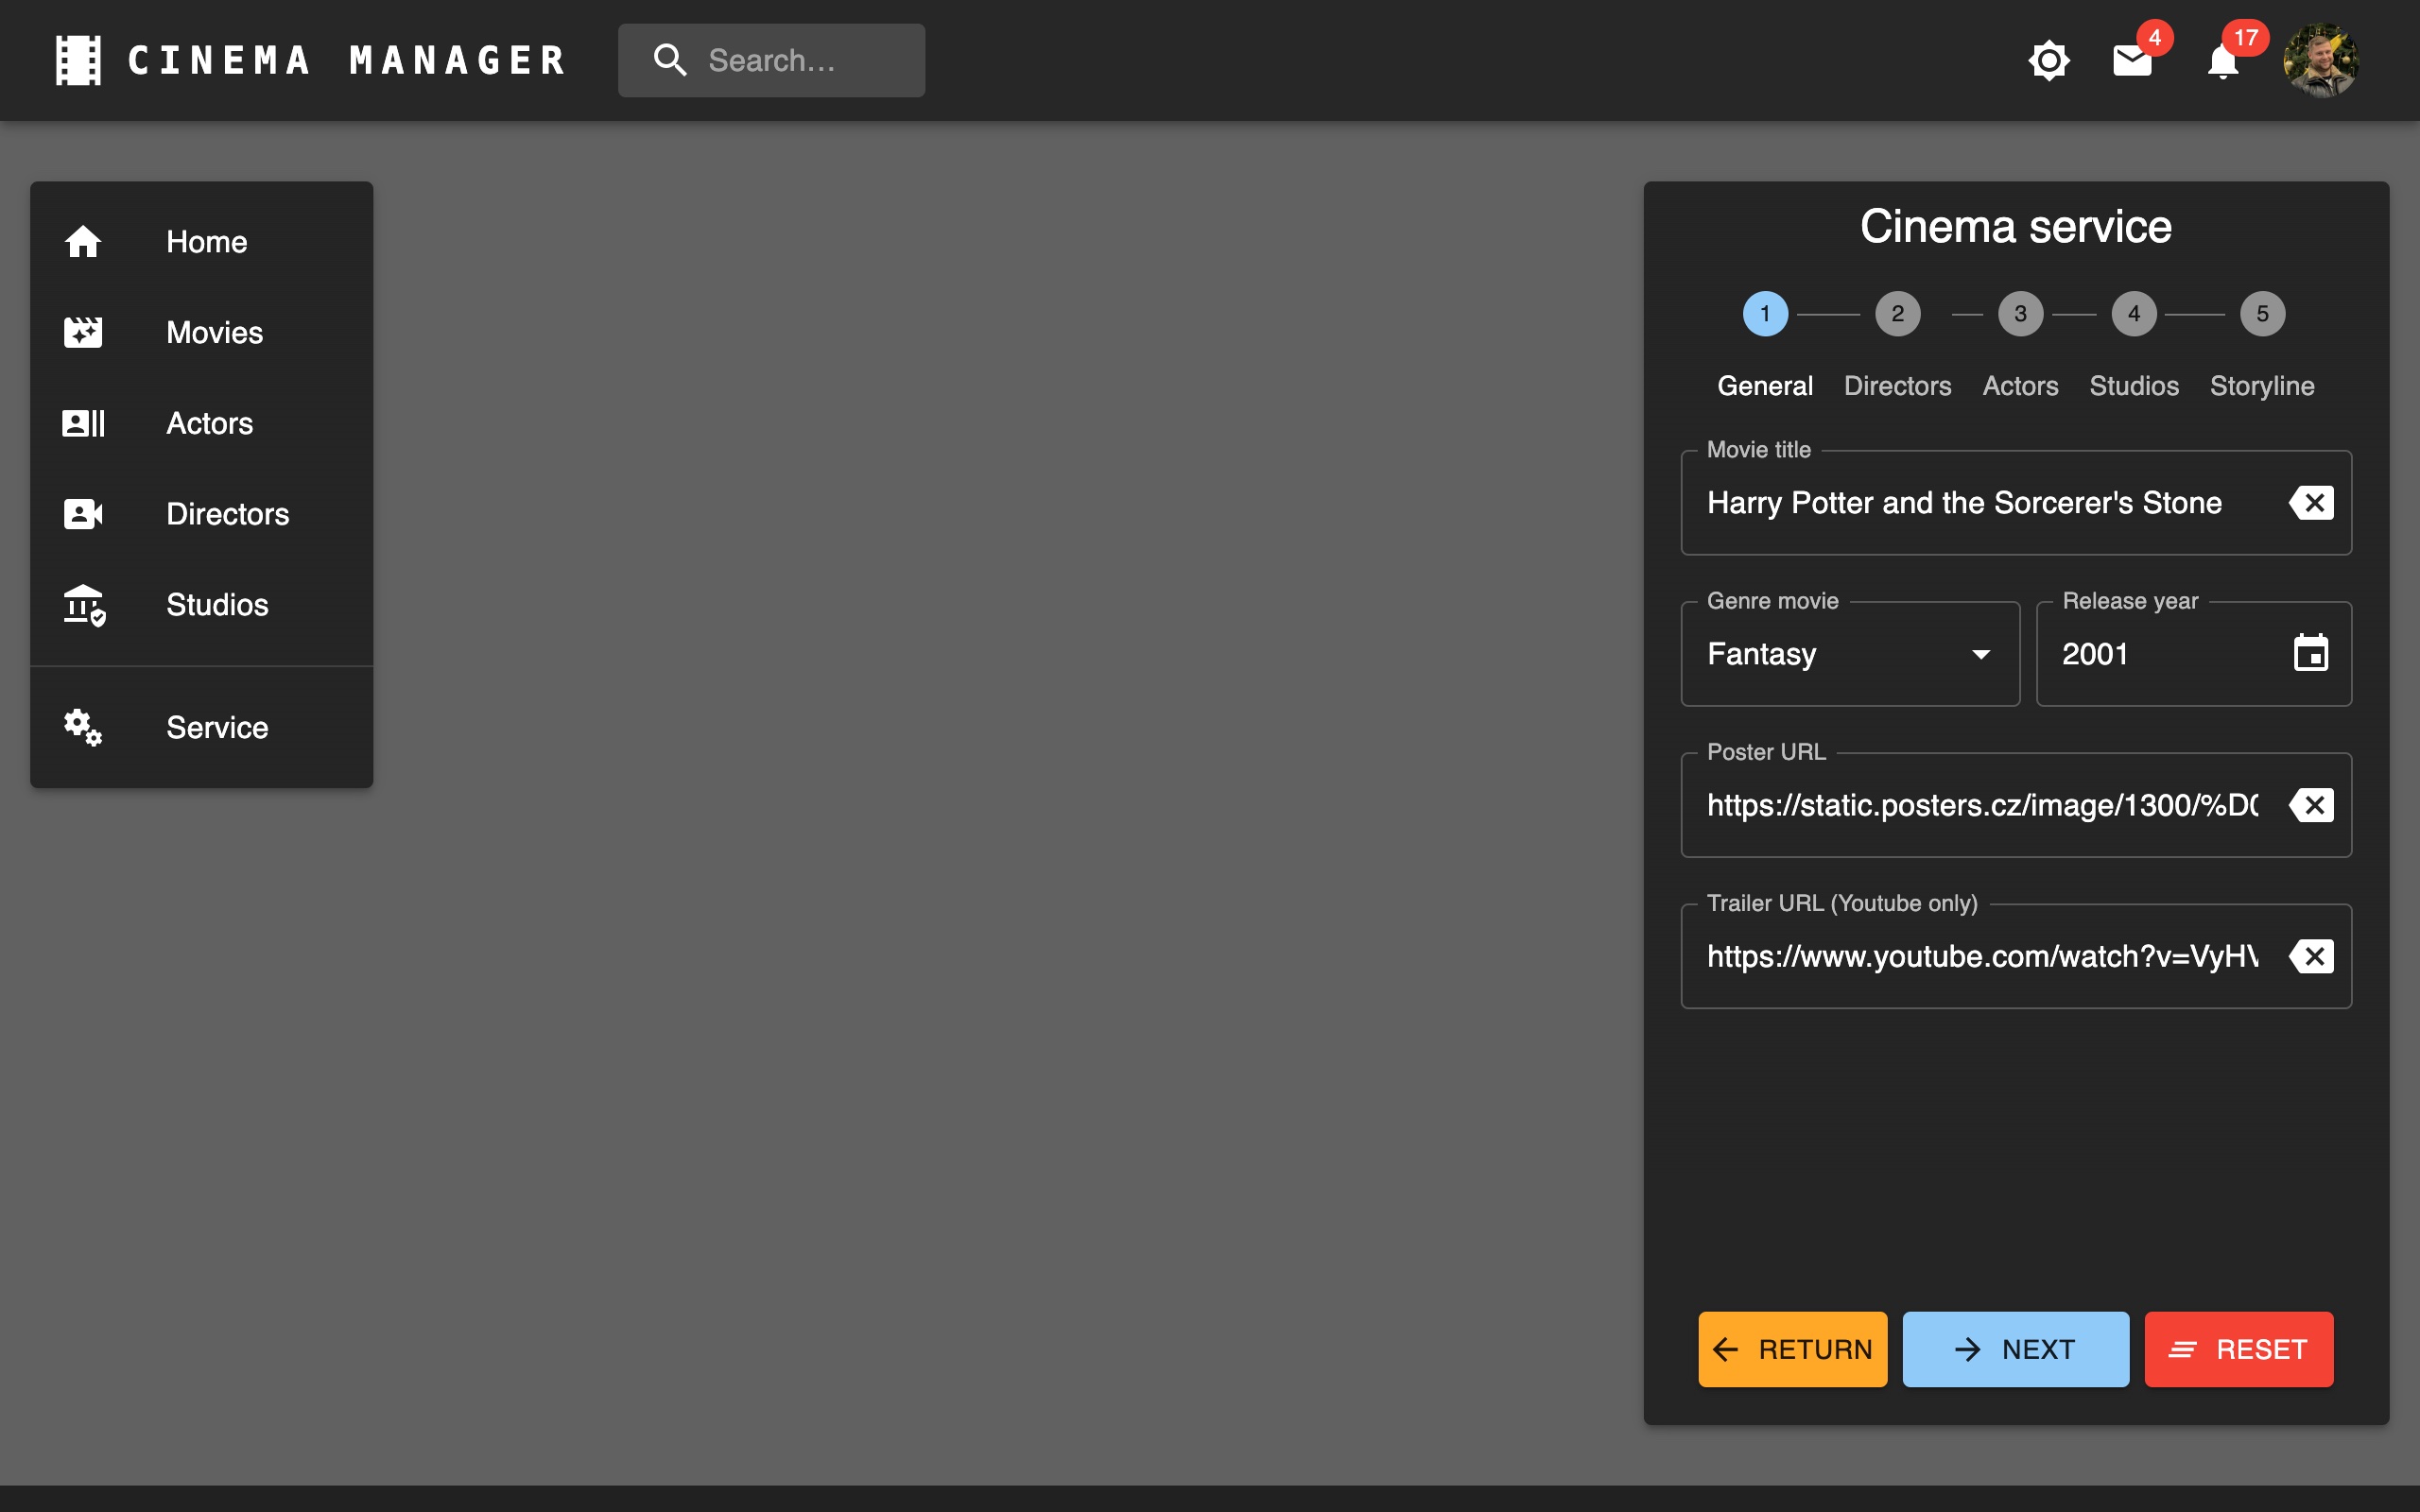 CINEMA MANAGER
Search...
4
17
Home
Movies
Actors
Directors
Studios
Service
Cinema service
1 2 3 4 5
General Directors Actors Studios Storyline
Movie title
Harry Potter and the Sorcerer's Stone
Genre movie Release year
Fantasy 2001
Poster URL
https://static.posters.cz/image/1300/%D
Trailer URL (Youtube only)
https://www.youtube.com/watch?v=VyH
RETURN NEXT RESET